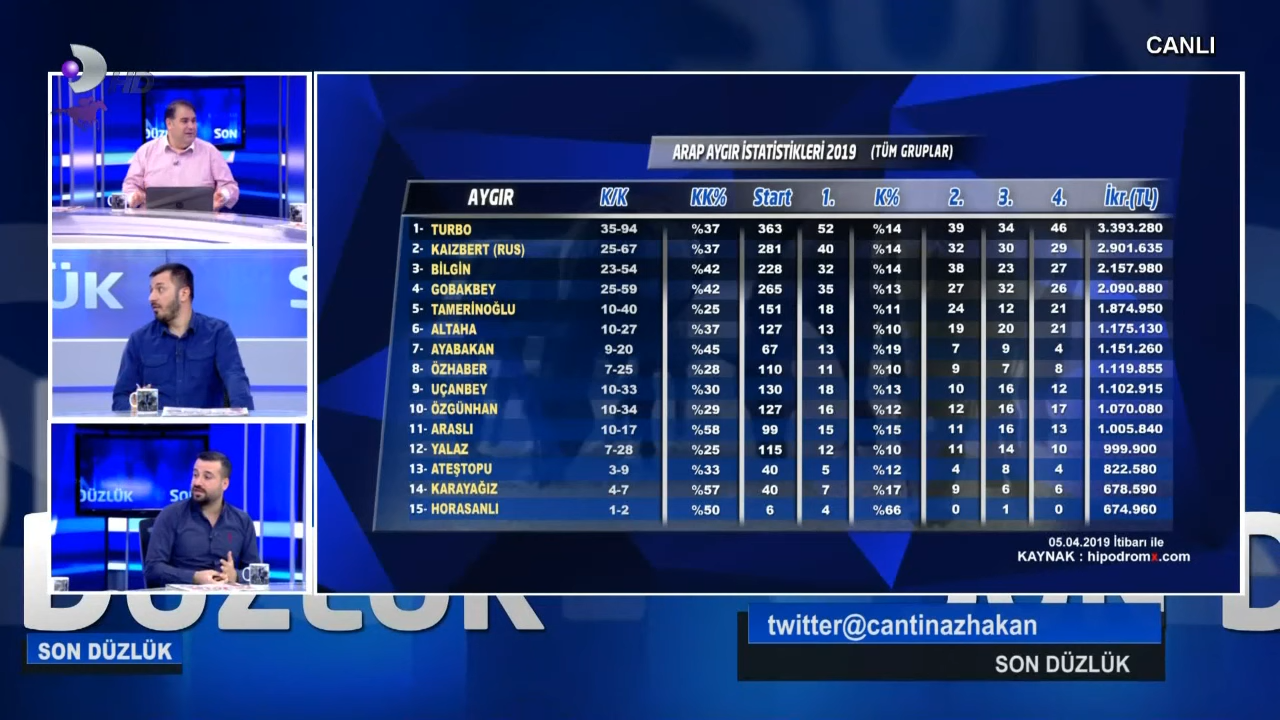 CANLI
HD
DÜZLÜK SON
ÜK S
DÜZLÜK SO
ARAP AYGIR İSTATİSTİKLERİ 2019 (TÜM GRUPLAR)
AYGIR K/K KK% Start 1. K% 2. 3. 4. İkr.(TL)
1- TURBO 35-94 %37 363 52 %14 39 34 46 3.393.280
2- KAIZBERT (RUS) 25-67 %37 281 40 %14 32 30 29 2.901.635
3- BİLGİN 23-54 %42 228 32 %14 38 23 27 2.157.980
4- GOBAKBEY 25-59 %42 265 35 %13 27 32 26 2.090.880
5- TAMERİNOĞLU 10-40 %25 151 18 %11 24 12 21 1.874.950
6- ALTAHA 10-27 %37 127 13 %10 19 20 21 1.175.130
7- AYABAKAN 9-20 %45 67 13 %19 7 9 4 1.151.260
8- ÖZHABER 7-25 %28 110 11 %10 9 7 8 1.119.855
9- UÇANBEY 10-33 %30 130 18 %13 10 16 12 1.102.915
10- ÖZGÜNHAN 10-34 %29 127 16 %12 12 16 17 1.070.080
11- ARASLI 10-17 %58 99 15 %15 11 16 13 1.005.840
12- YALAZ 7-28 %25 115 12 %10 11 14 10 999.900
13- ATEŞTOPU 3-9 %33 40 5 %12 4 8 4 822.580
14- KARAYAĞIZ 4-7 %57 40 7 %17 9 6 6 678.590
15- HORASANLI 1-2 %50 6 4 %66 0 1 0 674.960
05.04.2019 İtibarı ile
KAYNAK : hipodromx.com
DÜZLÜK
twitter@cantinazhakan
SON DÜZLÜK
SON DÜZLÜK